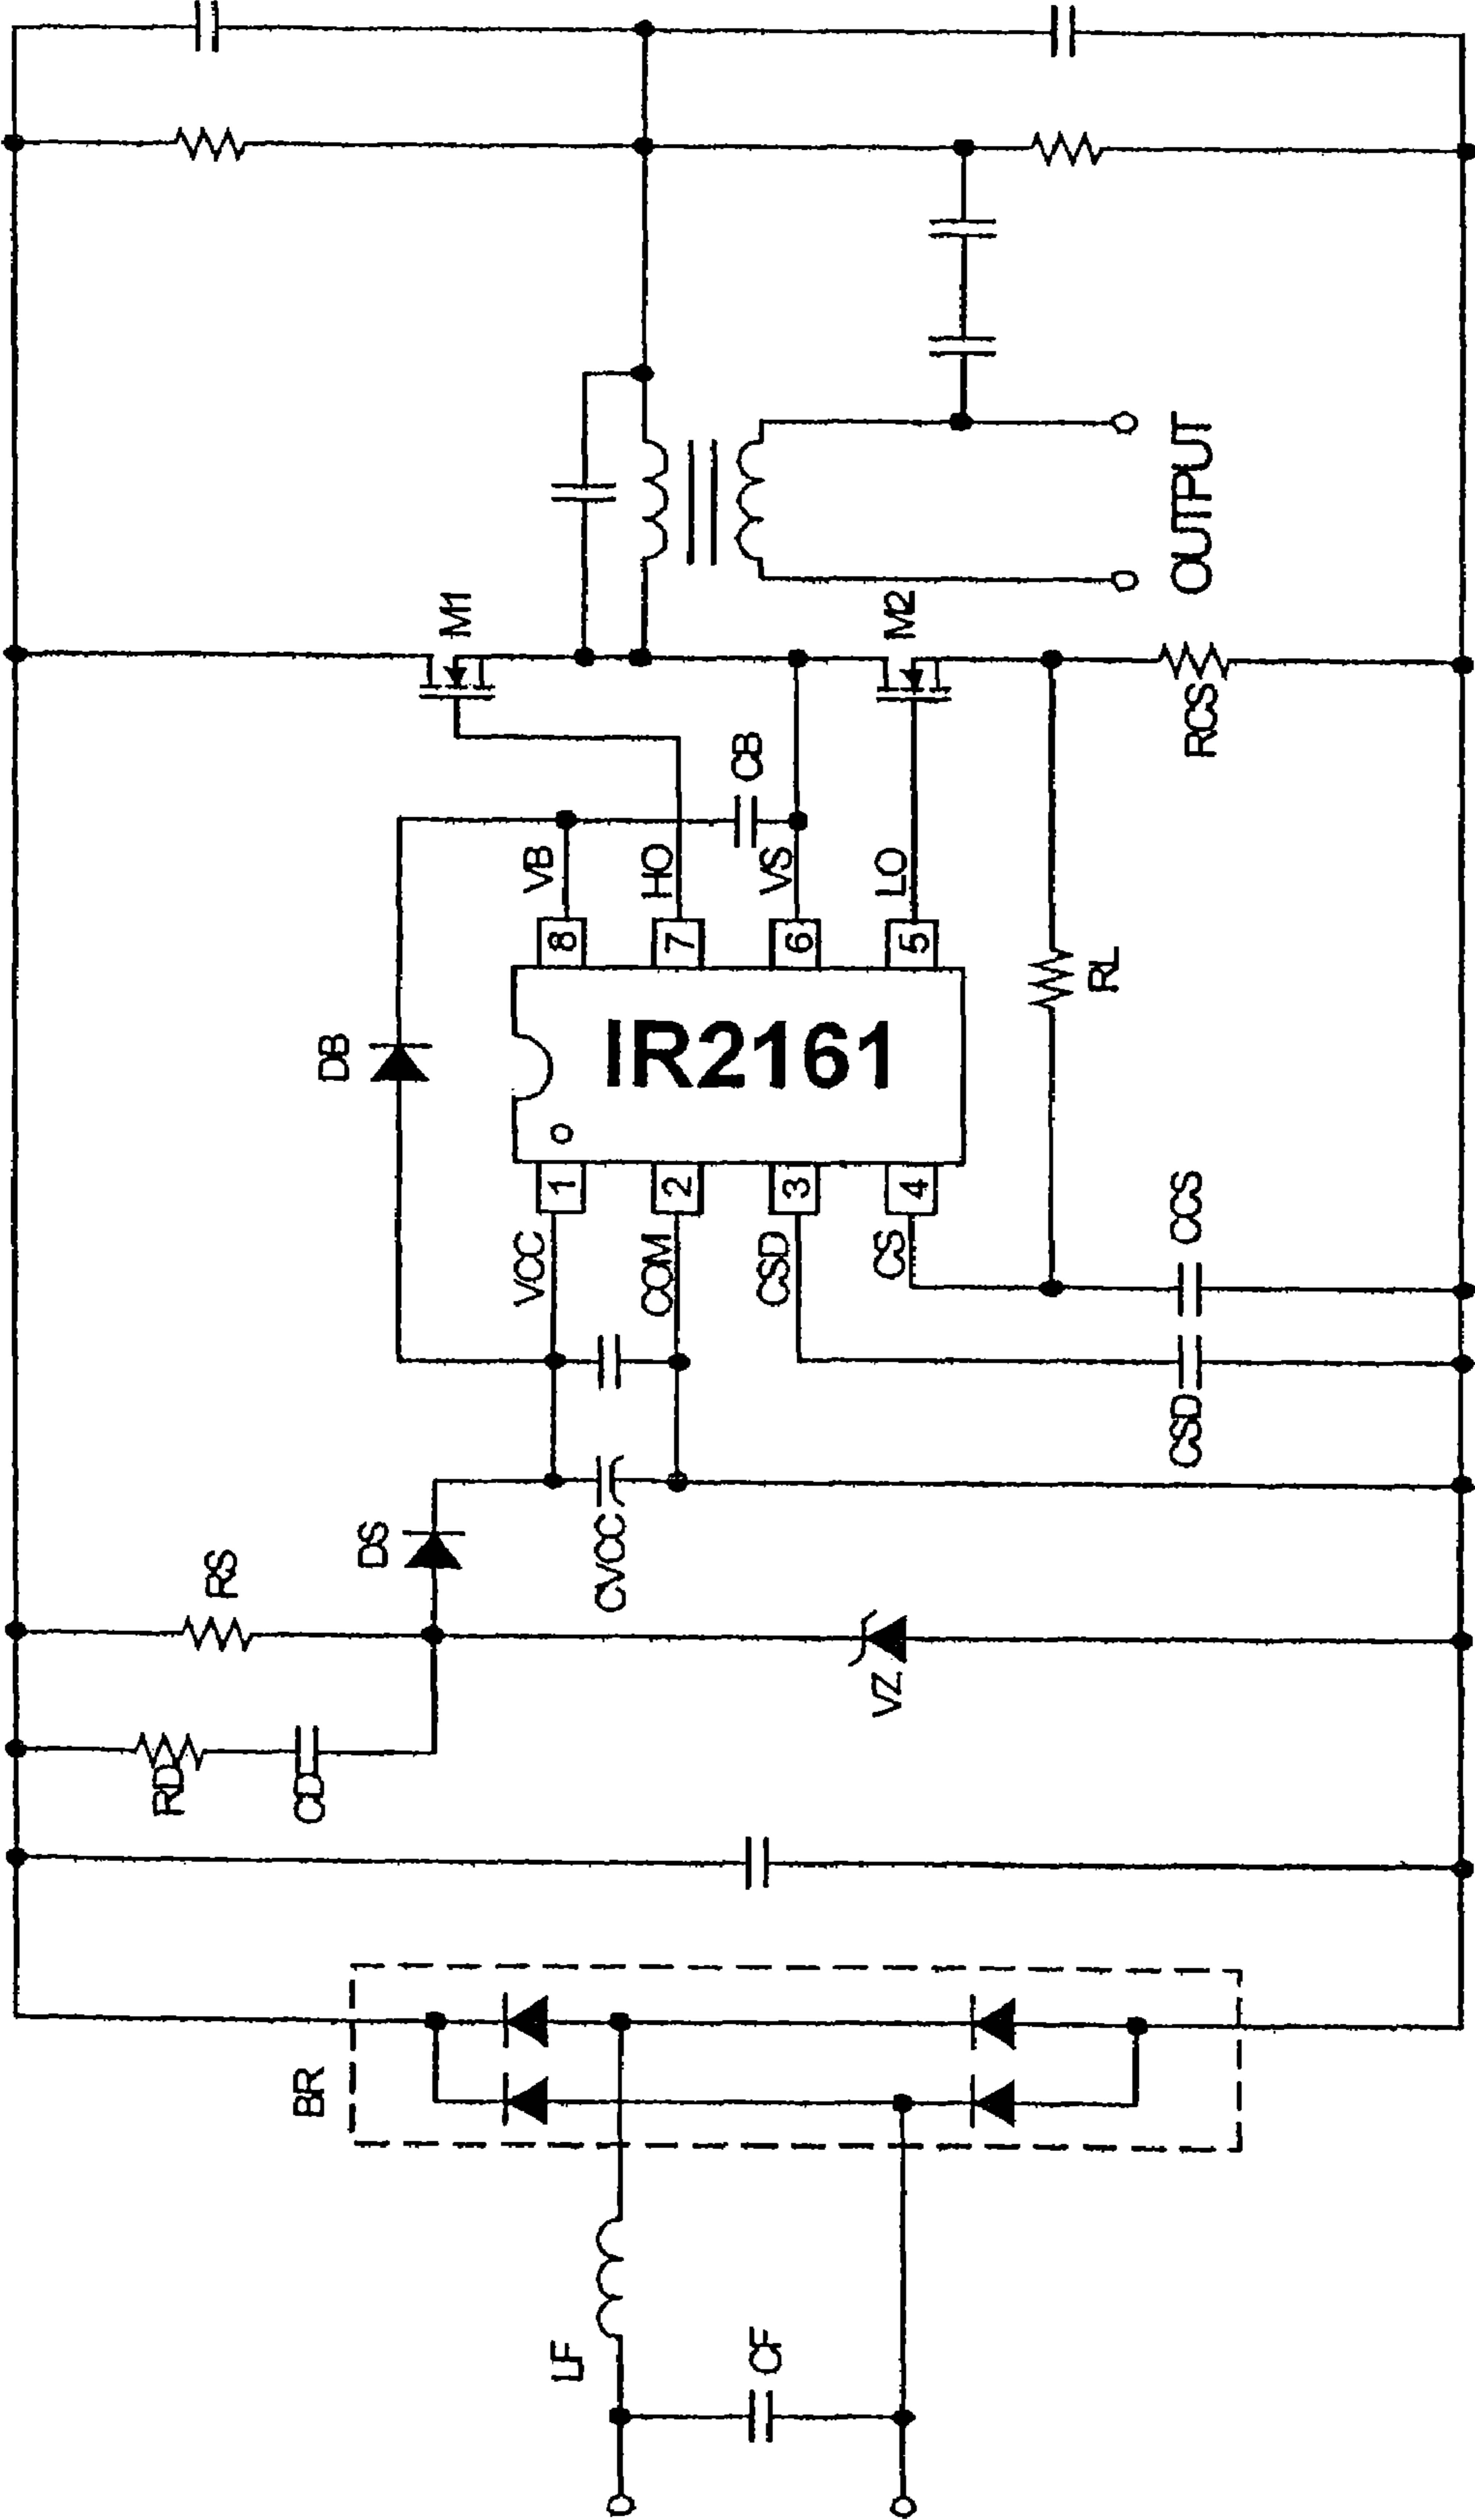 LF
CF
BR
RD
CD
RS
DS
VZ
CVCC
DB
VCC
COM
CSD
CS
1
2
3
4
IR2161
8
7
6
5
VB
HO
VS
LO
CB
CSD
CCS
RL
RCS
M1
M2
OUTPUT